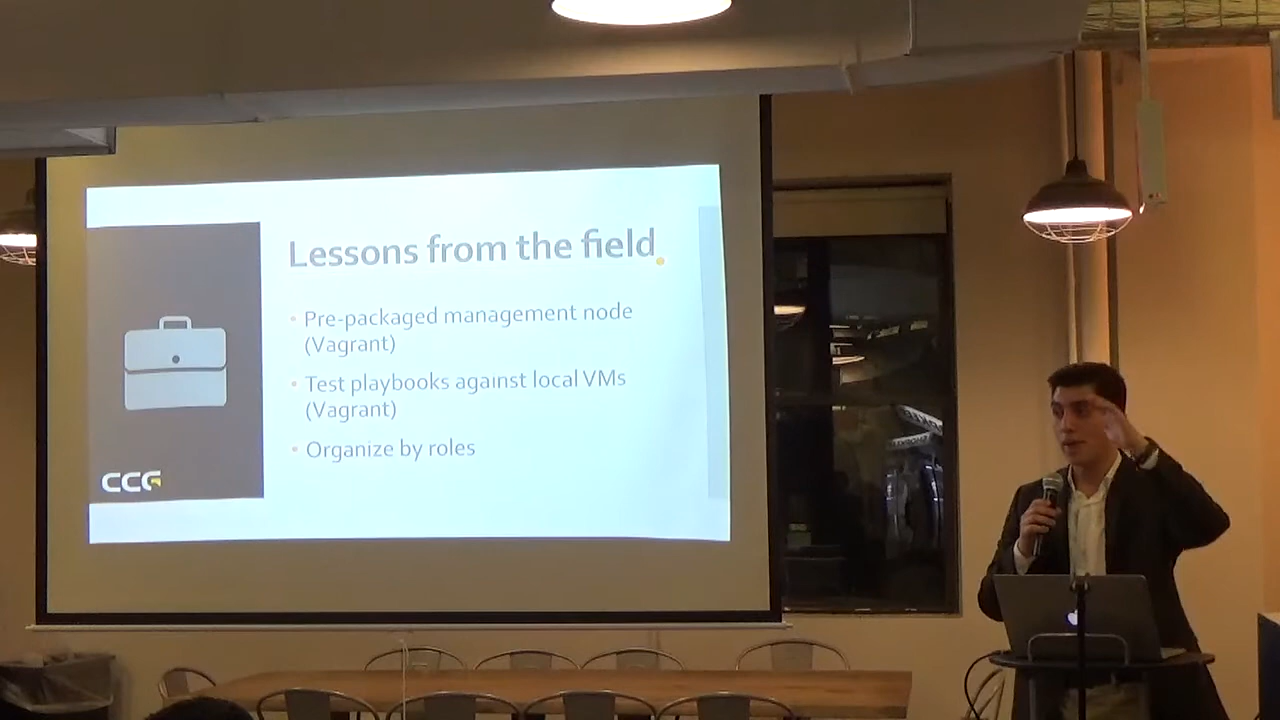 Lessons from the field.
• Pre-packaged management node
(Vagrant)
• Test playbooks against local VMs
(Vagrant)
• Organize by roles
CCG